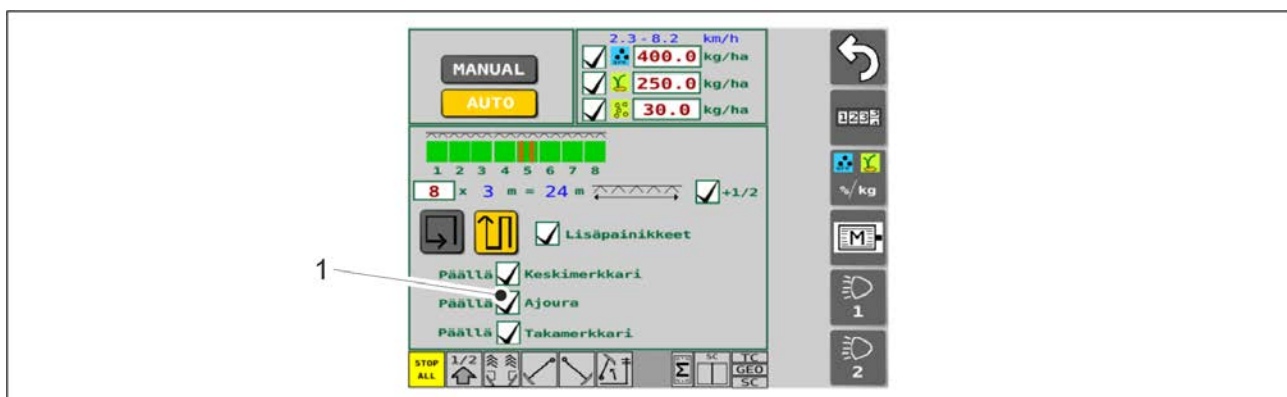 2.3-8.2 km/h
MANUAL
400.0 kg/ha
250.0 kg/ha
AUTO
30.0 kg/ha
1 2 3 4 5 6 7 8
8 x 3 m = 24 m +1/2
Lisäpainikkeet
Päällä Keskimerkkari
1
Päällä Ajoura
Päällä Takamerkkari
STOP ALL
1/2
Σ
SC
TC
GEO
SC
%/kg
M
1
2